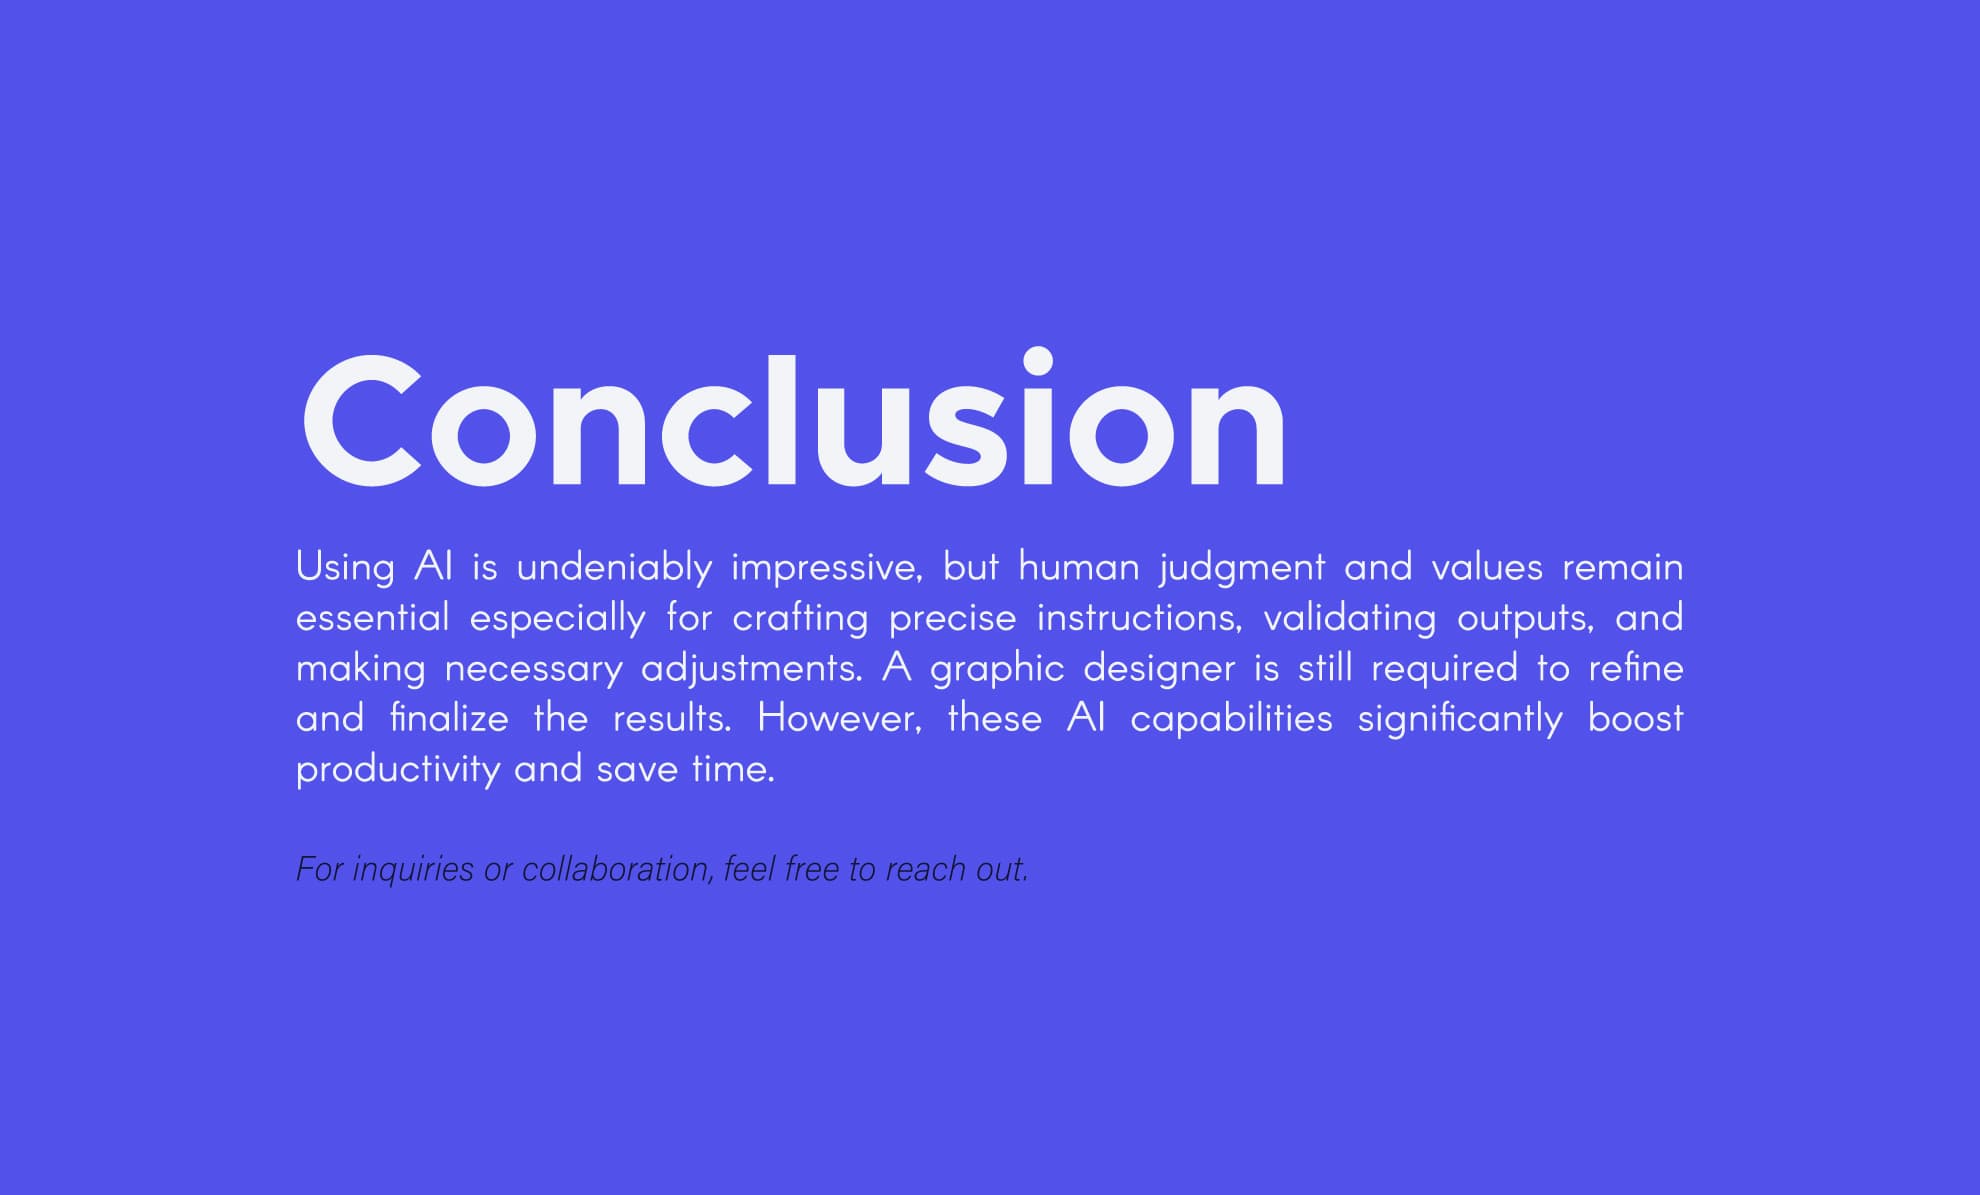 Conclusion
Using AI is undeniably impressive, but human judgment and values remain
essential especially for crafting precise instructions, validating outputs, and
making necessary adjustments. A graphic designer is still required to refine
and finalize the results. However, these AI capabilities significantly boost
productivity and save time.
For inquiries or collaboration, feel free to reach out.